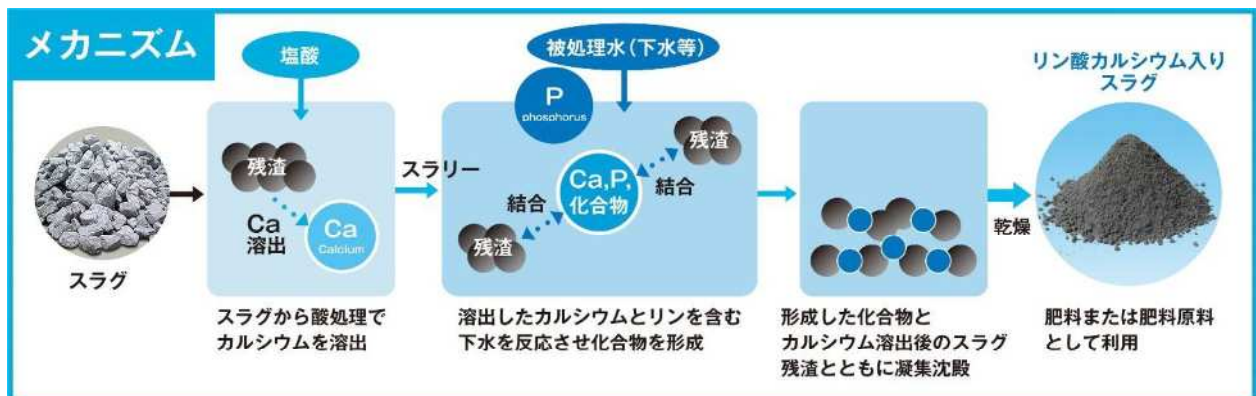 メカニズム
塩酸
被処理水(下水等)
リン酸カルシウム入り
スラグ
P
phosphorus
残渣
残渣
スラリー
Ca,P,
化合物
結合
結合
Ca
溶出
Ca
Calcium
残渣
乾燥
スラグ
スラグから酸処理で
カルシウムを溶出
溶出したカルシウムとリンを含む
下水を反応させ化合物を形成
形成した化合物と
カルシウム溶出後のスラグ
残渣とともに凝集沈殿
肥料または肥料原料
として利用